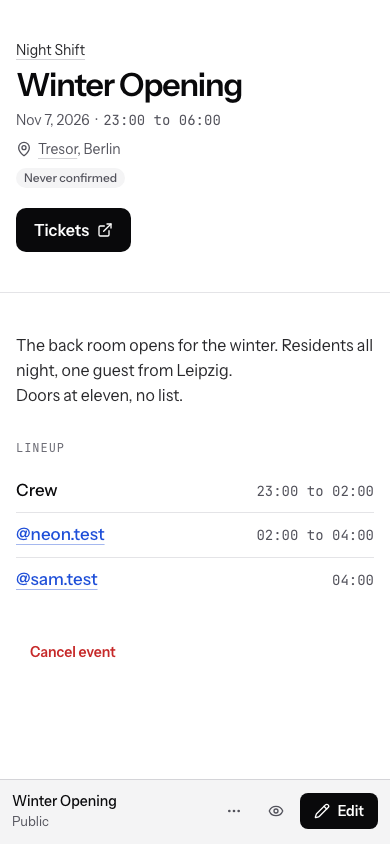 Night Shift
Winter Opening
Nov 7, 2026 · 23:00 to 06:00
Tresor, Berlin
Never confirmed
Tickets
The back room opens for the winter. Residents all
night, one guest from Leipzig.
Doors at eleven, no list.
LINEUP
Crew 23:00 to 02:00
@neon.test 02:00 to 04:00
@sam.test 04:00
Cancel event
Winter Opening
Public
Edit